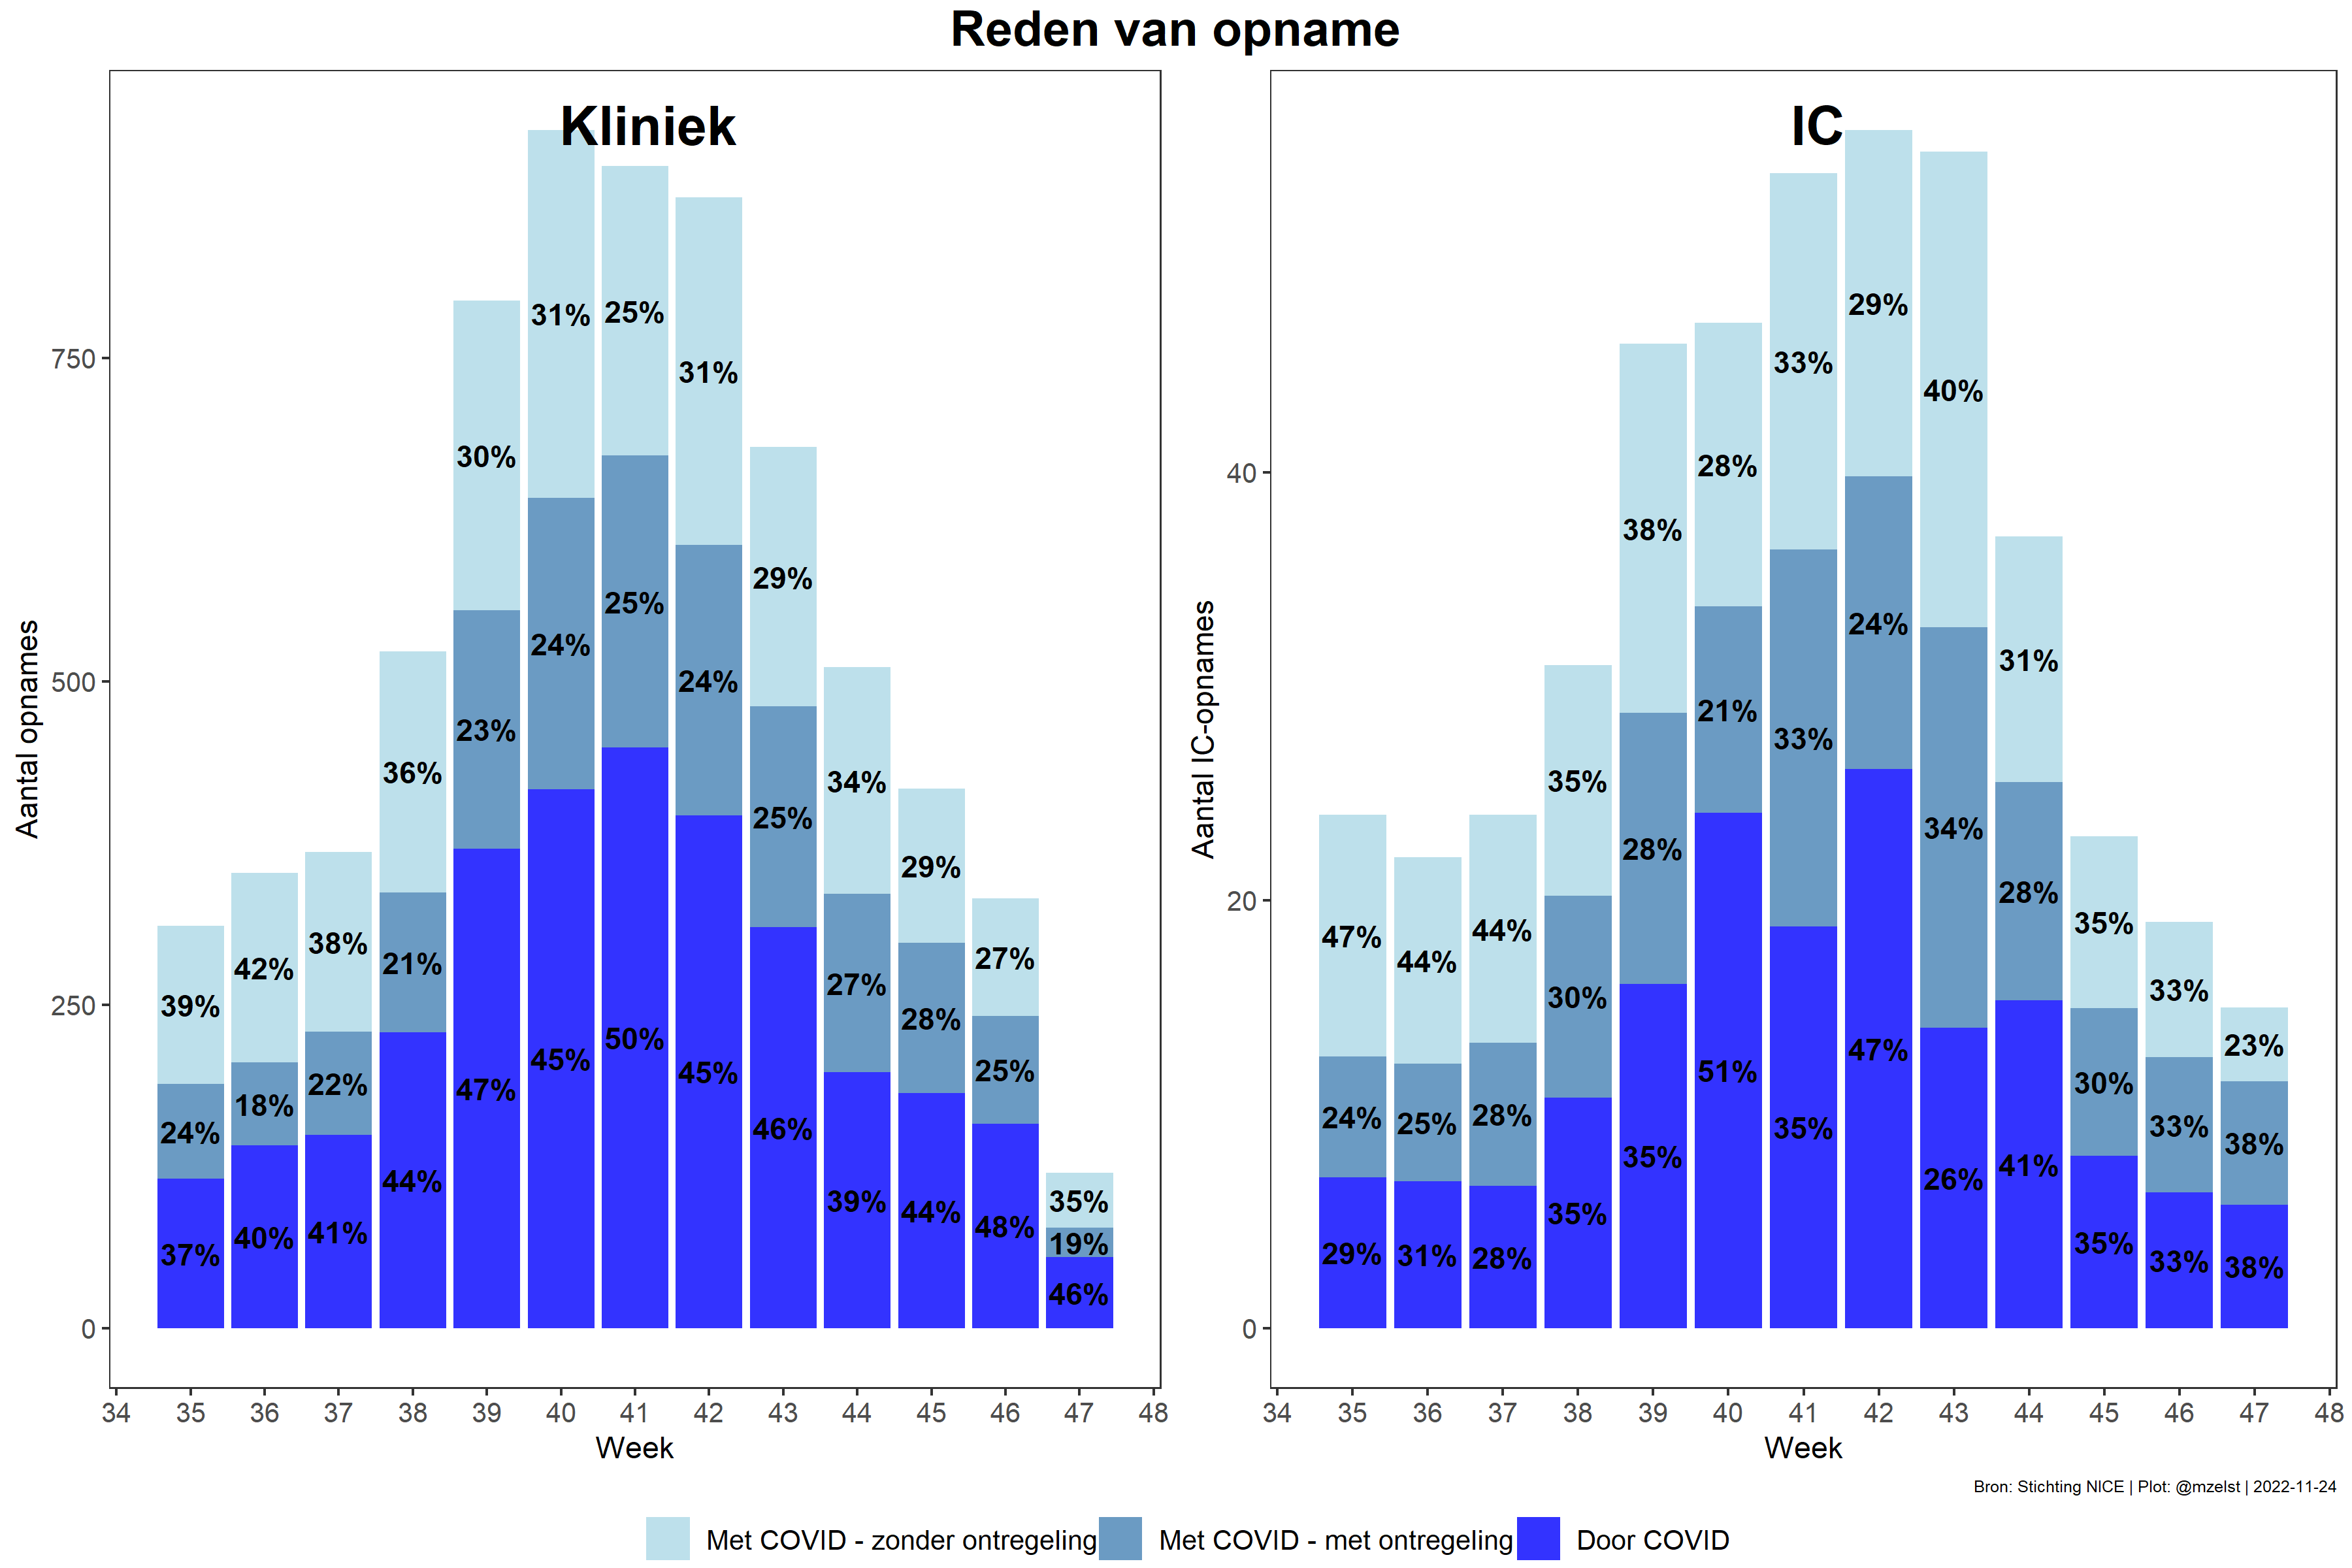 Reden van opname
Kliniek
Aantal opnames
750
500
250
0
39% 24% 37%
42% 18% 40%
38% 22% 41%
36% 21% 44%
30% 23% 47%
31% 24% 45%
25% 25% 50%
31% 24% 45%
29% 25% 46%
34% 27% 39%
29% 28% 44%
27% 25% 48%
35% 19% 46%
34 35 36 37 38 39 40 41 42 43 44 45 46 47 48
Week
IC
Aantal IC-opnames
40
20
0
47% 24% 29%
44% 25% 31%
44% 28% 28%
35% 30% 35%
38% 28% 35%
28% 21% 51%
33% 33% 35%
29% 24% 47%
40% 34% 26%
31% 28% 41%
35% 30% 35%
33% 33% 33%
23% 38% 38%
34 35 36 37 38 39 40 41 42 43 44 45 46 47 48
Week
Bron: Stichting NICE | Plot: @mzelst | 2022-11-24
Met COVID - zonder ontregeling Met COVID - met ontregeling Door COVID